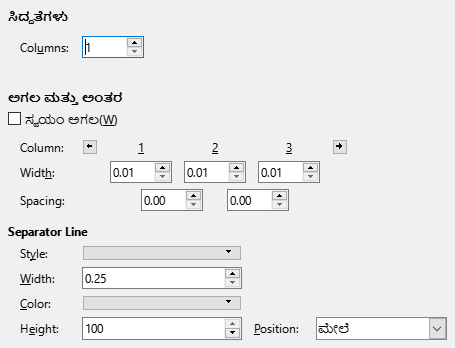 ಸಿದ್ಧತೆಗಳು
Columns: 1
ಅಗಲ ಮತ್ತು ಅಂತರ
ಸ್ವಯಂ ಅಗಲ(W)
Column: 1 2 3
Width: 0.01 0.01 0.01
Spacing: 0.00 0.00
Separator Line
Style:
Width: 0.25
Color:
Height: 100 Position: ಮೇಲೆ